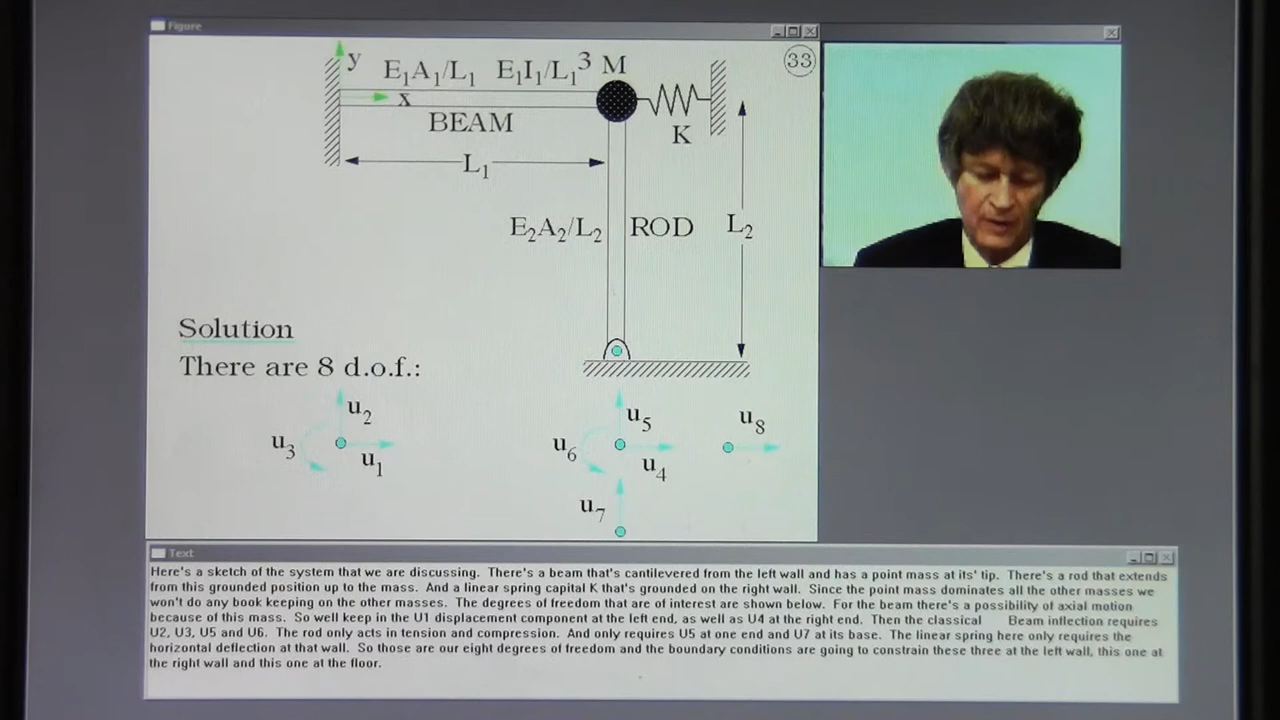 Figure
33
y
E₁A₁/L₁ E₁I₁/L₁³ M
x
BEAM
K
L₁
E₂A₂/L₂ ROD L₂
Solution
There are 8 d.o.f.:
u₂
u₃
u₁
u₅
u₆
u₄
u₈
u₇
Text
Here's a sketch of the system that we are discussing. There's a beam that's cantilevered from the left wall and has a point mass at its' tip. There's a rod that extends
from this grounded position up to the mass. And a linear spring capital K that's grounded on the right wall. Since the point mass dominates all the other masses we
won't do any book keeping on the other masses. The degrees of freedom that are of interest are shown below. For the beam there's a possibility of axial motion
because of this mass. So well keep in the U1 displacement component at the left end, as well as U4 at the right end. Then the classical Beam inflection requires
U2, U3, U5 and U6. The rod only acts in tension and compression. And only requires U5 at one end and U7 at its base. The linear spring here only requires the
horizontal deflection at that wall. So those are our eight degrees of freedom and the boundary conditions are going to constrain these three at the left wall, this one at
the right wall and this one at the floor.